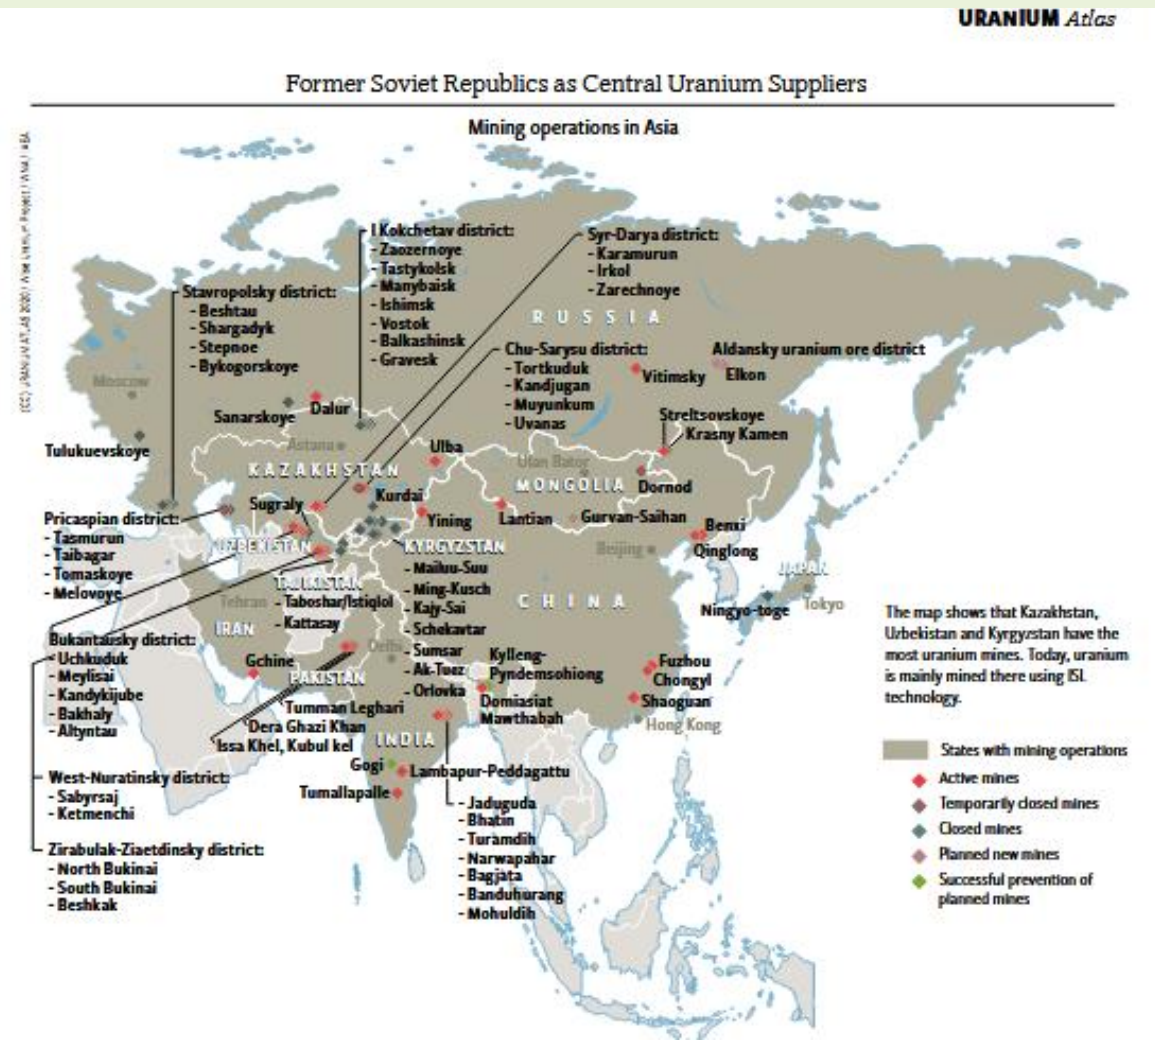 URANIUM Atlas
Former Soviet Republics as Central Uranium Suppliers
Mining operations in Asia
I Kokchetav district:
- Zaozernoye
- Tastykolsk
- Manybaisk
- Ishimsk
- Vostok
- Balkashinsk
- Gravesk
Syr-Darya district:
- Karamurun
- Irkol
- Zarechnoye
Stavropolsky district:
- Beshtau
- Shargadyk
- Stepnoe
- Bykogorskoye
RUSSIA
Chu-Sarysu district:
- Tortkuduk
- Kandjugan
- Muyunkum
- Uvanas
Aldansky uranium ore district
Elkon
Vitimsky
Moscow
Sanarskoye
Dalur
Streltsovskoye
Krasny Kamen
Tulukuevskoye
Astana
Ulba
KAZAKHSTAN
Ulan Bator
MONGOLIA
Dornod
Sugraly
Kurdai
Yining
Lantian
Gurvan-Saihan
Benxi
Qinglong
Pricaspian district:
- Tasmurun
- Taibagar
- Tomaskoye
- Melovoye
UZBEKISTAN
KYRGYZSTAN
- Mailuu-Suu
- Ming-Kusch
- Kajy-Sai
- Schekavtar
- Sumsar
- Ak-Tuez
- Orlovka
Beijing
JAPAN
Tokyo
Ningyo-toge
TAJIKISTAN
- Taboshar/Istiqlol
- Kattasay
Tehran
IRAN
CHINA
Bukantausky district:
- Uchkuduk
- Meylisai
- Kandykijube
- Bakhaly
- Altyntau
Gchine
PAKISTAN
Delhi
Kylleng-
Pyndemsohiong
Domiasiat
Mawthabah
Fuzhou
Chongyl
Shaoguan
Hong Kong
Tumman Leghari
Dera Ghazi Khan
Issa Khel, Kubul kel
INDIA
Gogi
Lambapur-Peddagattu
Tumallapalle
- Jaduguda
- Bhatin
- Turamdih
- Narwapahar
- Bagjata
- Banduhurang
- Mohuldih
West-Nuratinsky district:
- Sabyrsaj
- Ketmenchi
Zirabulak-Ziaetdinsky district:
- North Bukinai
- South Bukinai
- Beshkak
The map shows that Kazakhstan,
Uzbekistan and Kyrgyzstan have the
most uranium mines. Today, uranium
is mainly mined there using ISL
technology.
States with mining operations
Active mines
Temporarily closed mines
Closed mines
Planned new mines
Successful prevention of
planned mines